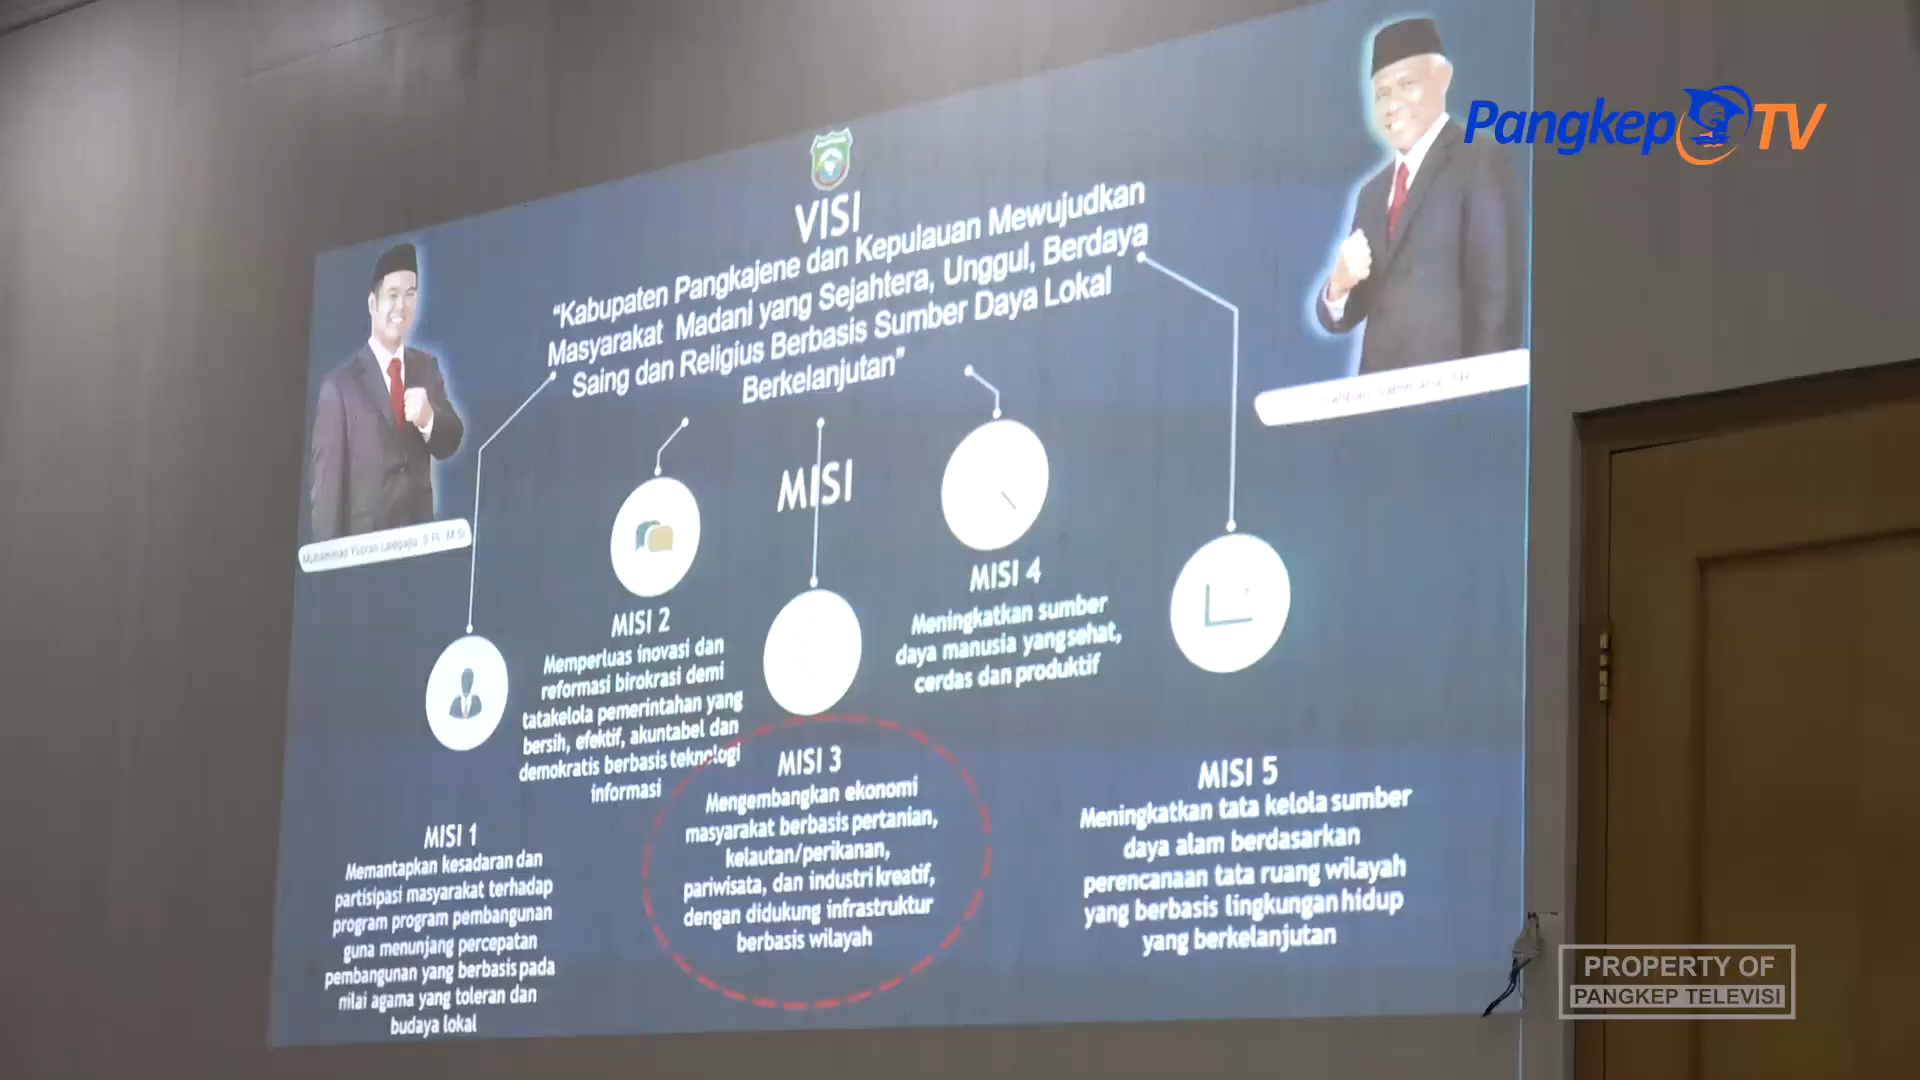 Pangkep TV
VISI
“Kabupaten Pangkajene dan Kepulauan Mewujudkan
Masyarakat Madani yang Sejahtera, Unggul, Berdaya
Saing dan Religius Berbasis Sumber Daya Lokal
Berkelanjutan”
MISI
MISI 1
Memantapkan kesadaran dan
partisipasi masyarakat terhadap
program program pembangunan
guna menunjang percepatan
pembangunan yang berbasis pada
nilai agama yang toleran dan
budaya lokal
MISI 2
Memperluas inovasi dan
reformasi birokrasi demi
tatakelola pemerintahan yang
bersih, efektif, akuntabel dan
demokratis berbasis teknologi
informasi
MISI 3
Mengembangkan ekonomi
masyarakat berbasis pertanian,
kelautan/perikanan,
pariwisata, dan industri kreatif,
dengan didukung infrastruktur
berbasis wilayah
MISI 4
Meningkatkan sumber
daya manusia yang sehat,
cerdas dan produktif
MISI 5
Meningkatkan tata kelola sumber
daya alam berdasarkan
perencanaan tata ruang wilayah
yang berbasis lingkungan hidup
yang berkelanjutan
Muhammad Yusran
PROPERTY OF
PANGKEP TELEVISI